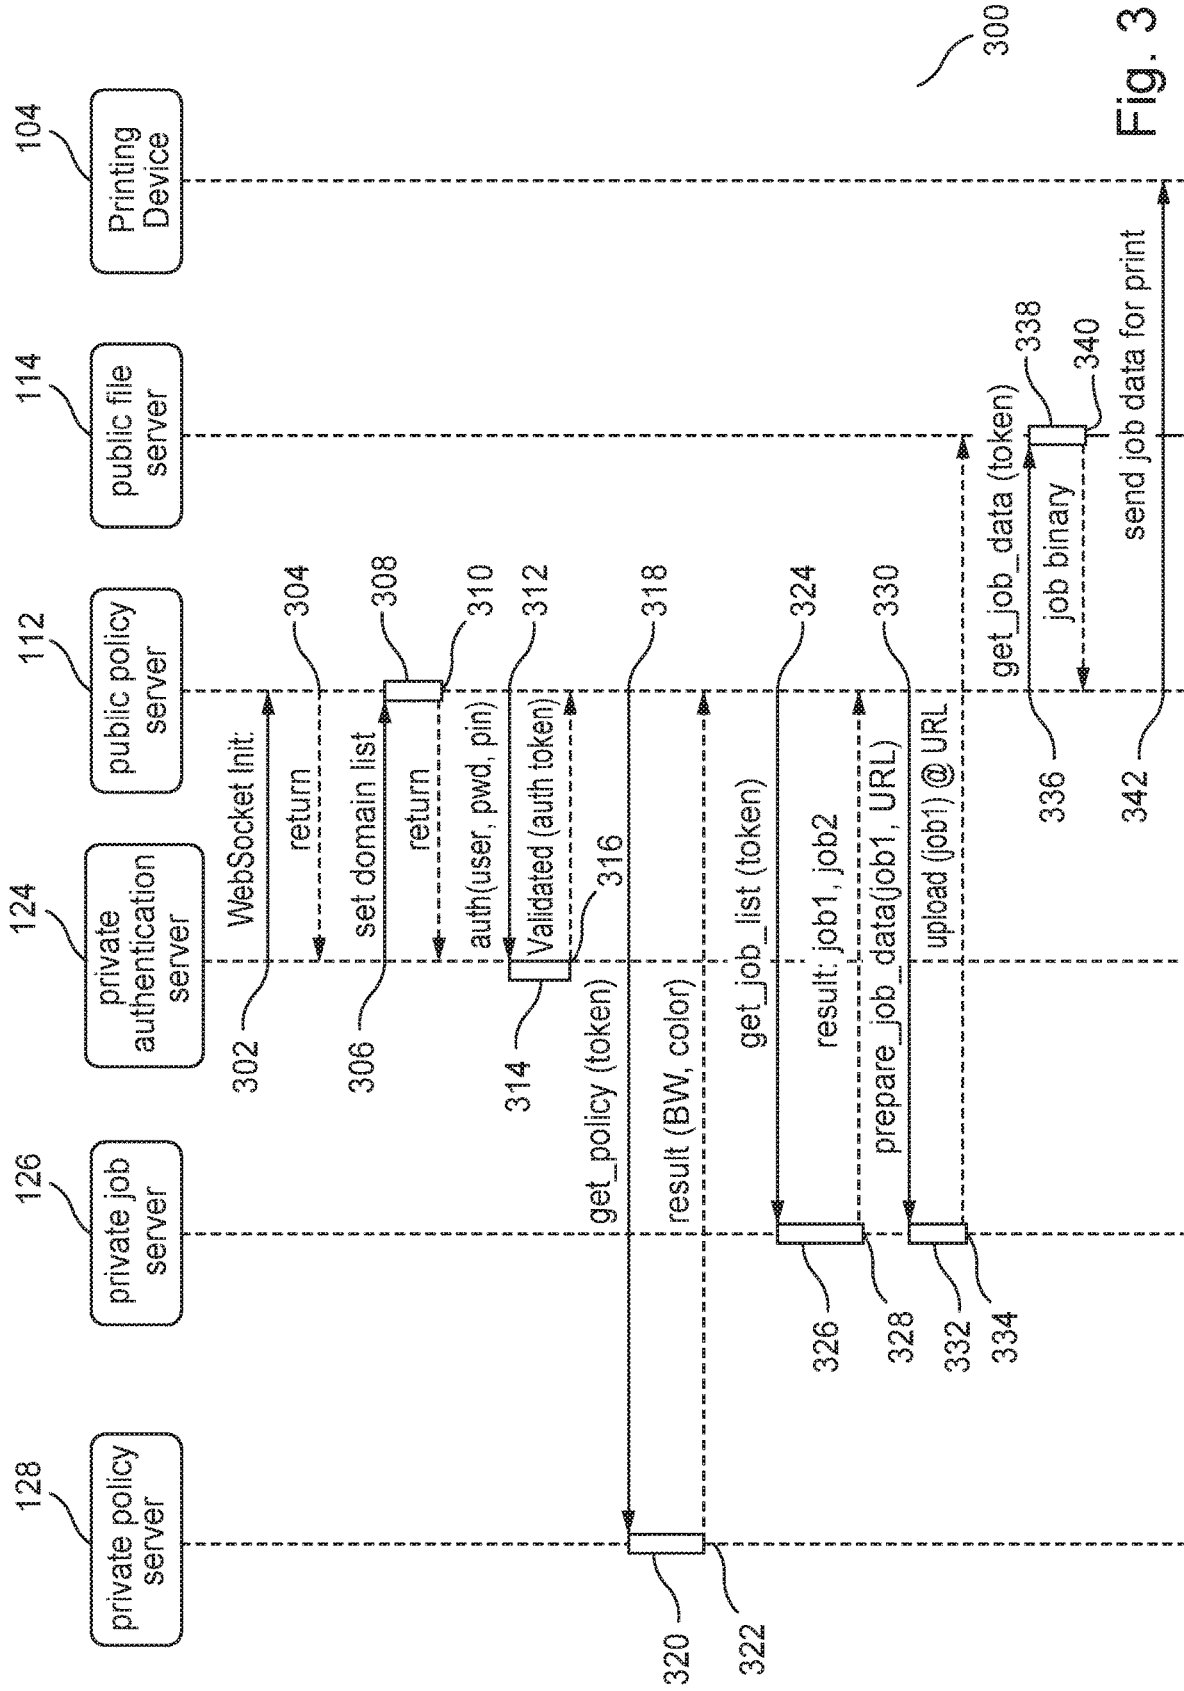 128
126
124
112
114
104
private policy
server
private job
server
private
authentication
server
public policy
server
public file
server
Printing
Device
302
WebSocket Init:
return
304
306
set domain list
308
return
310
auth(user, pwd, pin)
312
314
Validated (auth token)
316
get_policy (token)
318
320
result (BW, color)
322
get_job_list (token)
324
326
result: job1, job2
328
prepare_job_data(job1, URL)
330
332
upload (job1) @ URL
334
get_job_data (token)
336
338
job binary
340
send job data for print
342
300
Fig. 3